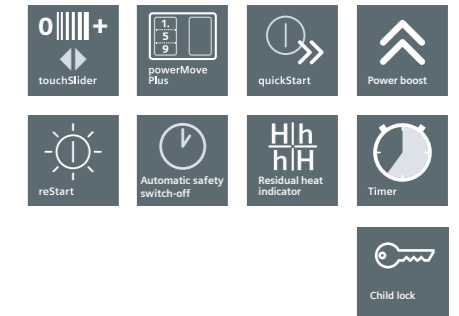 0 +
touchSlider
1.
5
9
powerMove
Plus
quickStart
Power boost
reStart
Automatic safety
switch-off
H h
h H
Residual heat
indicator
Timer
Child lock